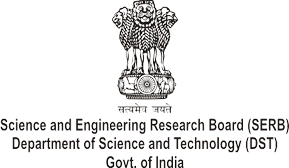 सत्यमेव जयते
Science and Engineering Research Board (SERB)
Department of Science and Technology (DST)
Govt. of India